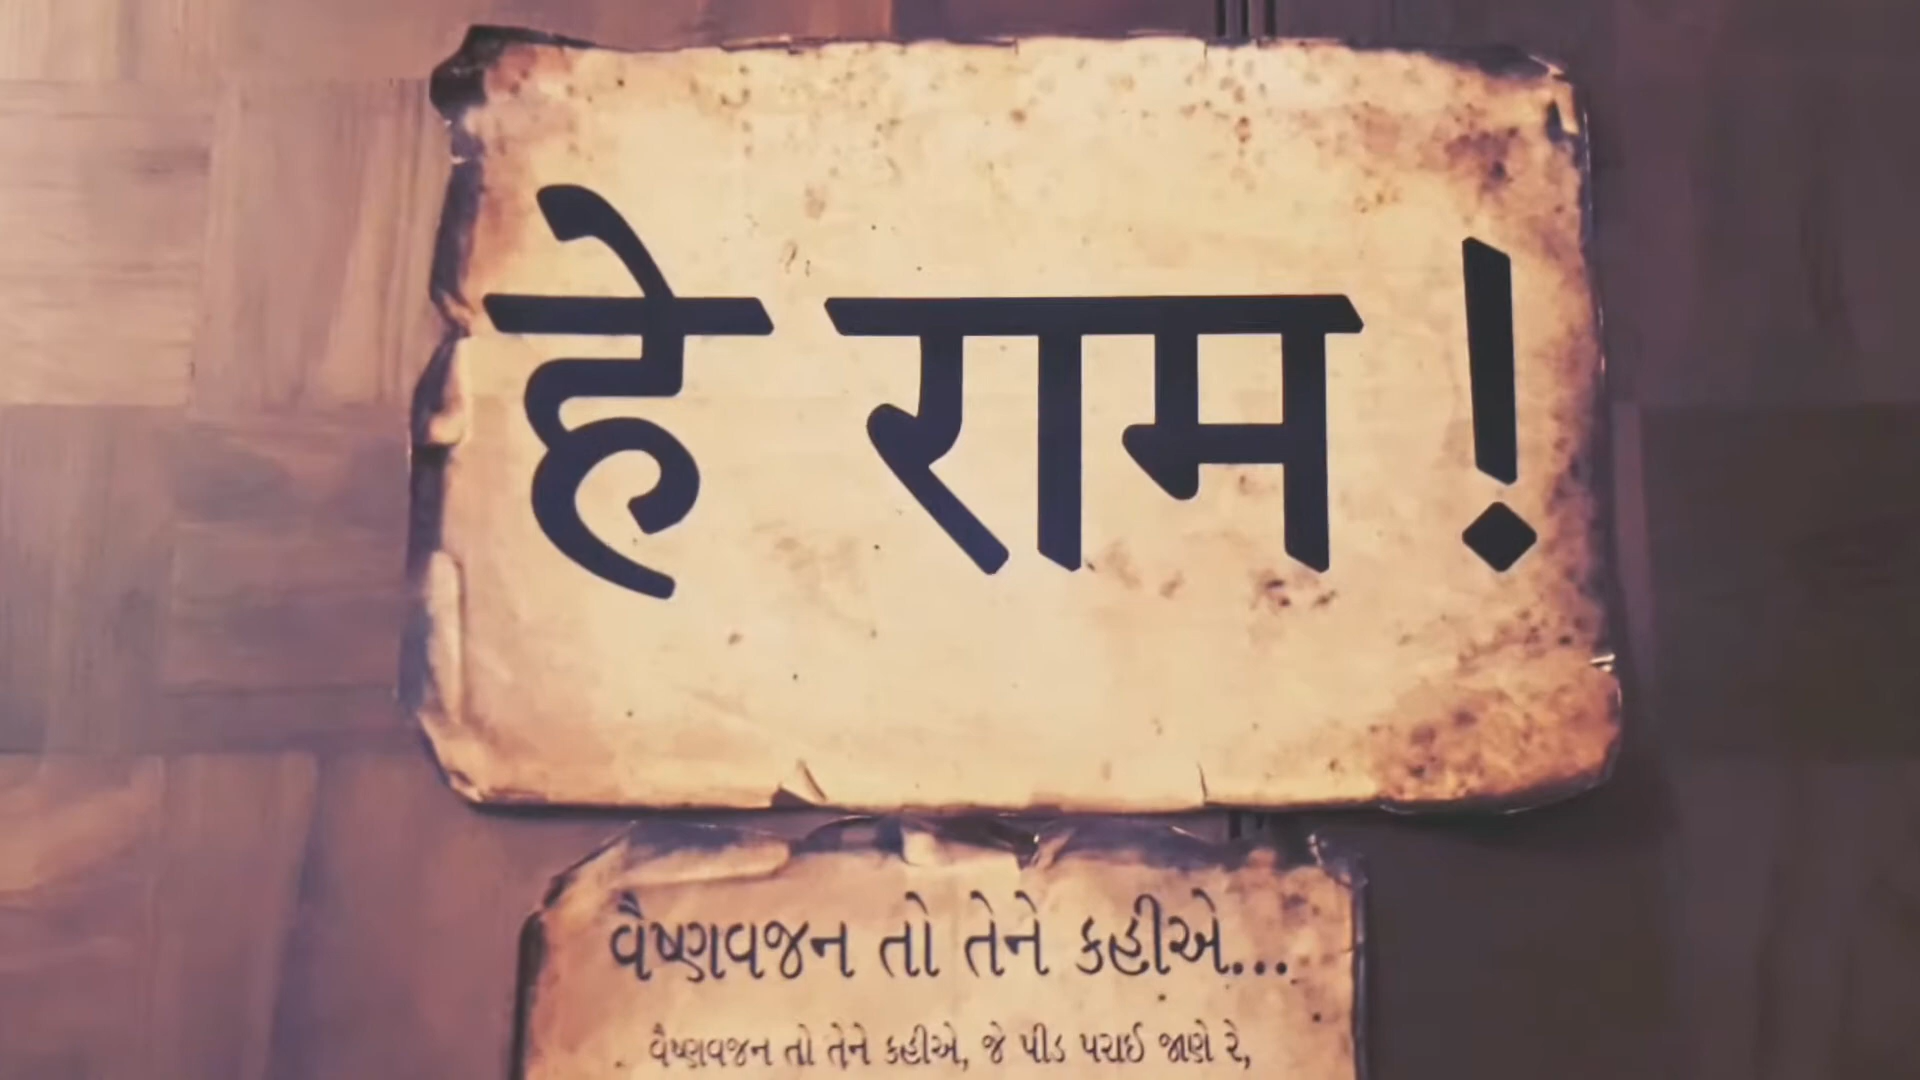 हे राम !
વૈષ્ણવજન તો તેને કહીએ...
વૈષ્ણવજન તો તેને કહીએ, જે પીડ પરાઈ જાણે રે,